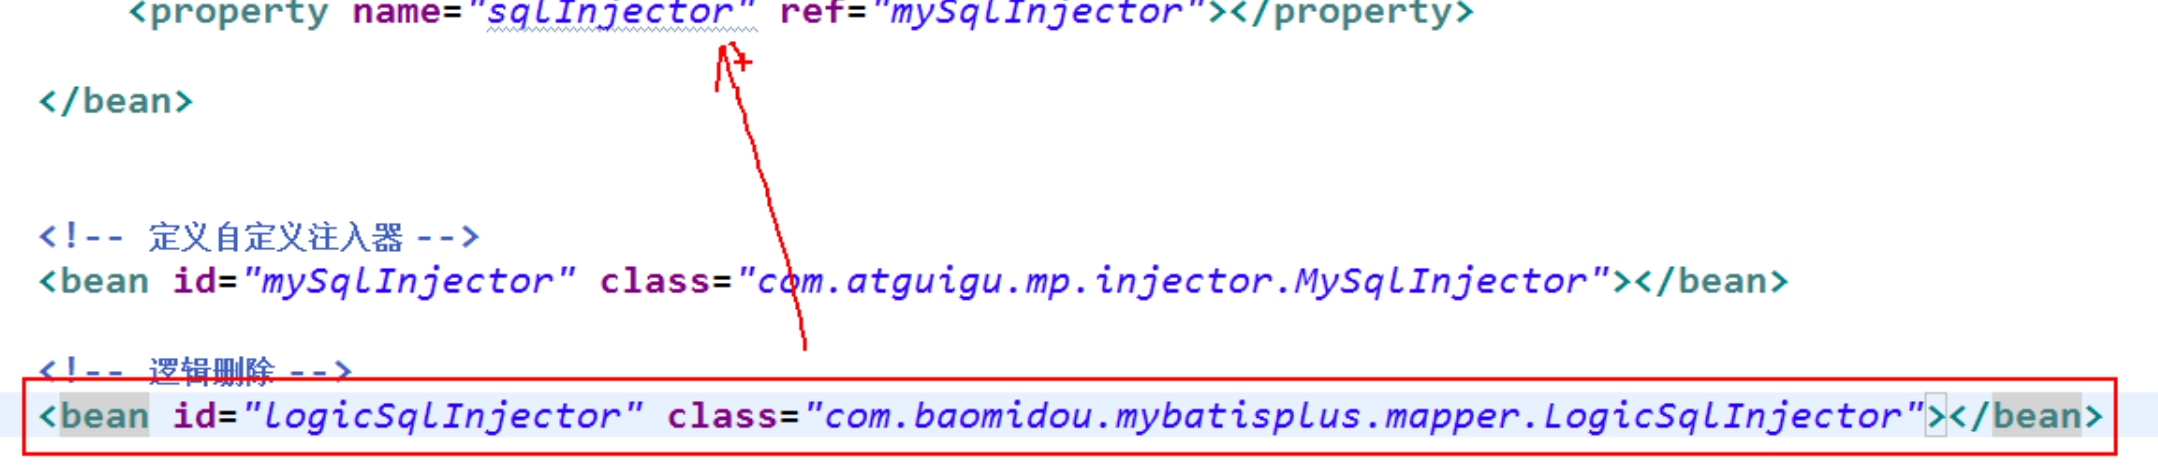 <property name="sqlInjector" ref="mySqlInjector"></property>
</bean>
<!-- 定义自定义注入器 -->
<bean id="mySqlInjector" class="com.atguigu.mp.injector.MySqlInjector"></bean>
<!-- 逻辑删除 -->
<bean id="logicSqlInjector" class="com.baomidou.mybatisplus.mapper.LogicSqlInjector"></bean>